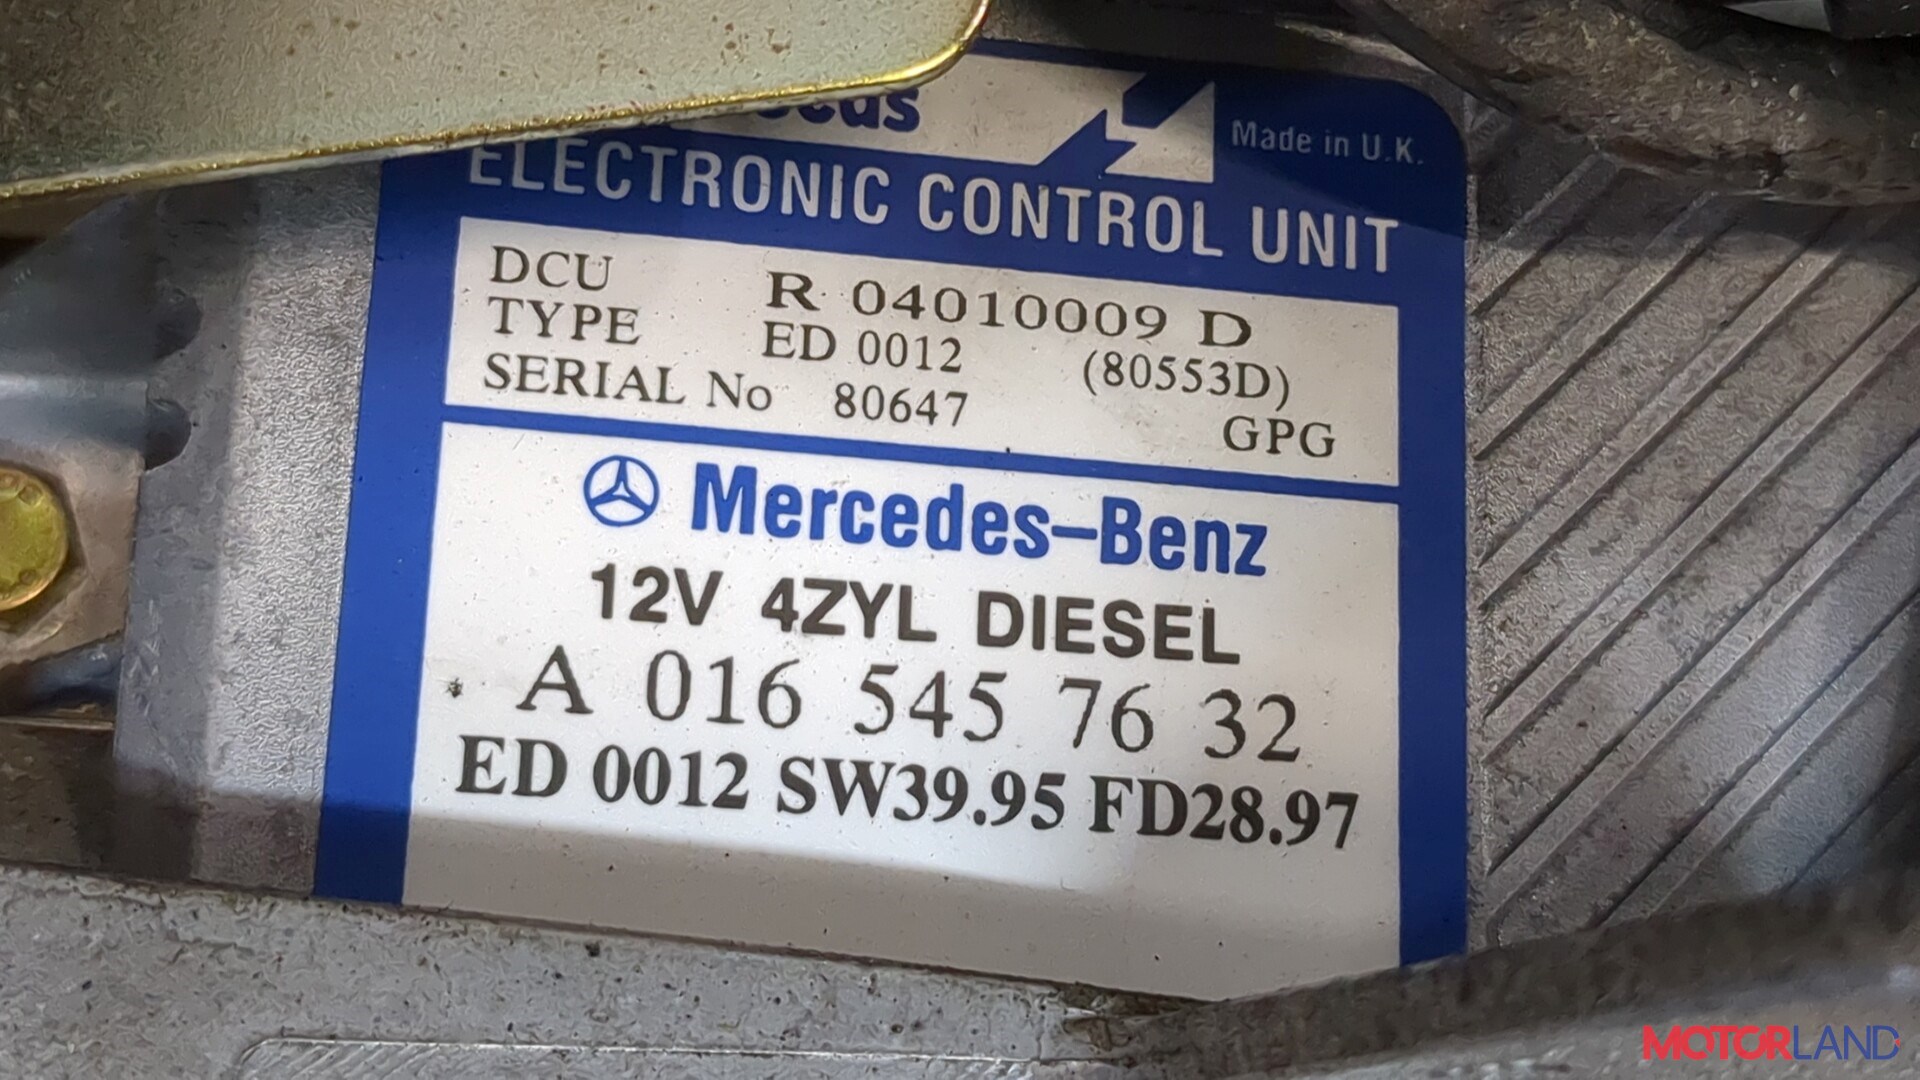 Made in U.K.
ELECTRONIC CONTROL UNIT
DCU R 04010009 D
TYPE ED 0012 (80553D)
SERIAL No 80647 GPG
Mercedes-Benz
12V 4ZYL DIESEL
A 016 545 76 32
ED 0012 SW39.95 FD28.97
MOTORLAND